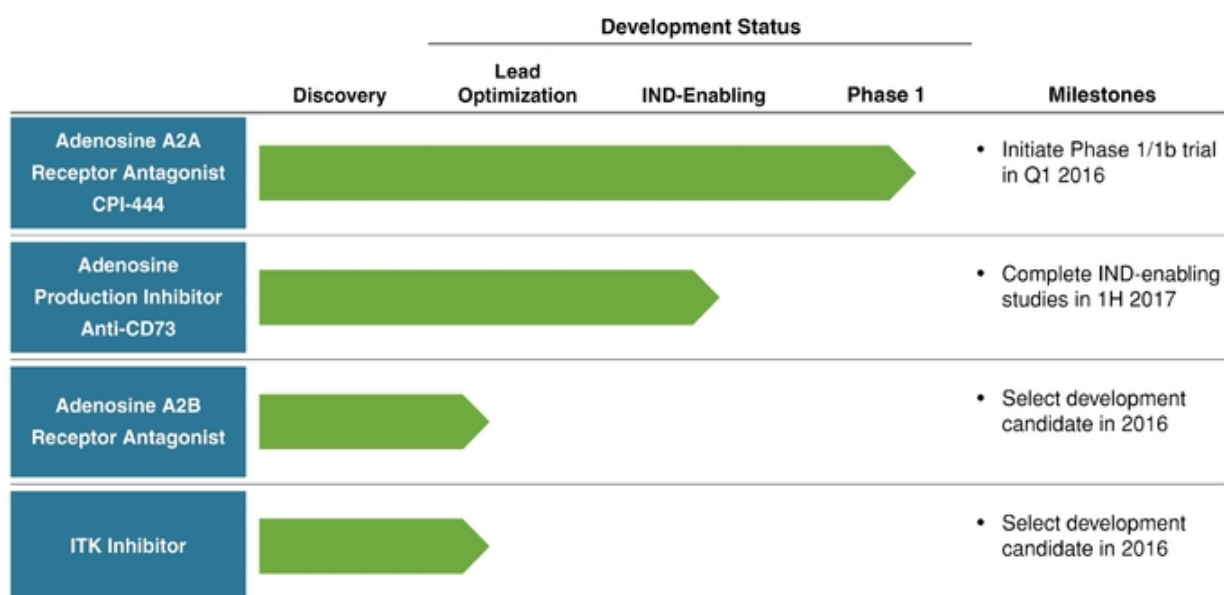 Development Status
Discovery
Lead
Optimization
IND-Enabling
Phase 1
Milestones
Adenosine A2A
Receptor Antagonist
CPI-444
• Initiate Phase 1/1b trial
in Q1 2016
Adenosine
Production Inhibitor
Anti-CD73
• Complete IND-enabling
studies in 1H 2017
Adenosine A2B
Receptor Antagonist
• Select development
candidate in 2016
ITK Inhibitor
• Select development
candidate in 2016